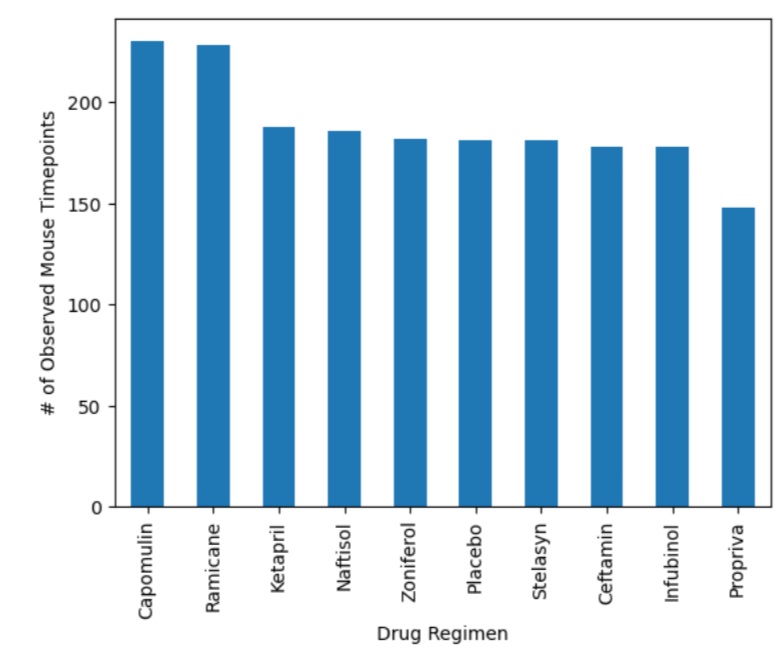 # of Observed Mouse Timepoints
200
150
100
50
0
Capomulin
Ramicane
Ketapril
Naftisol
Zoniferol
Placebo
Stelasyn
Ceftamin
Infubinol
Propriva
Drug Regimen